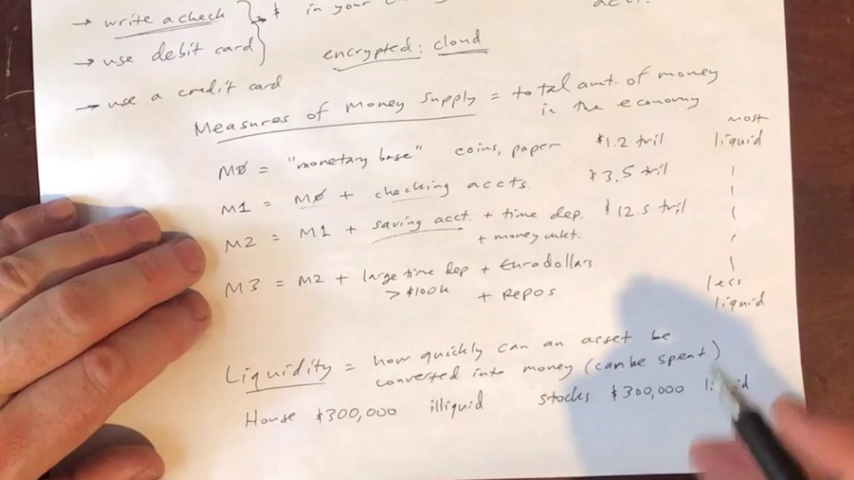 → write a check
in your
→ use debit card
encrypted: cloud
→ use a credit card
Measures of Money Supply = total amt. of money
in the economy
most
liquid
MØ = "monetary base" coins, paper $1.2 tril
M1 = MØ + checking accts. $3.5 tril
M2 = M1 + saving acct. + time dep. $12.5 tril
+ money mkt.
M3 = M2 + large time dep + Eurodollars
> $100k + Repos
less
liquid
Liquidity = how quickly can an asset be
converted into money (can be spent)
House $300,000 illiquid stocks $300,000